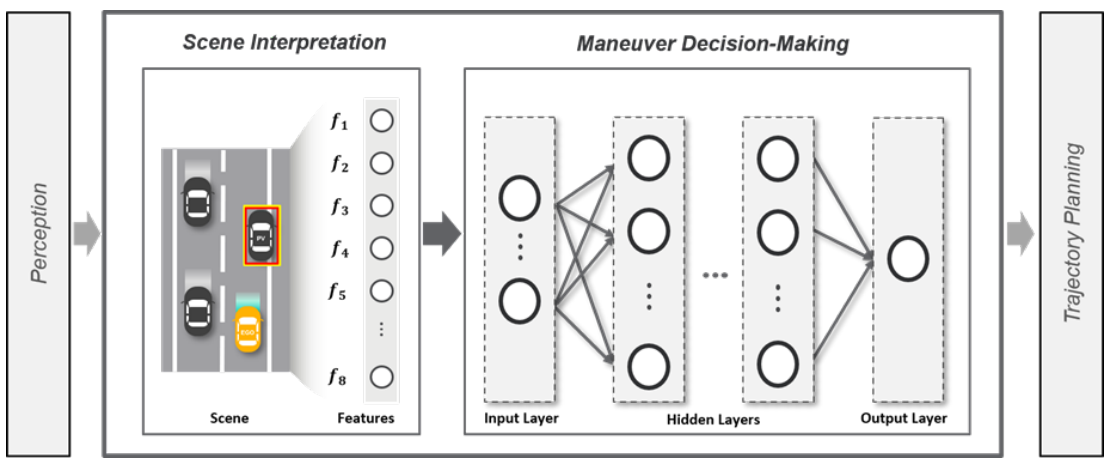 Perception
Scene Interpretation
PV
EGO
Scene
f₁
f₂
f₃
f₄
f₅
⋮
f₈
Features
Maneuver Decision-Making
Input Layer
Hidden Layers
Output Layer
Trajectory Planning